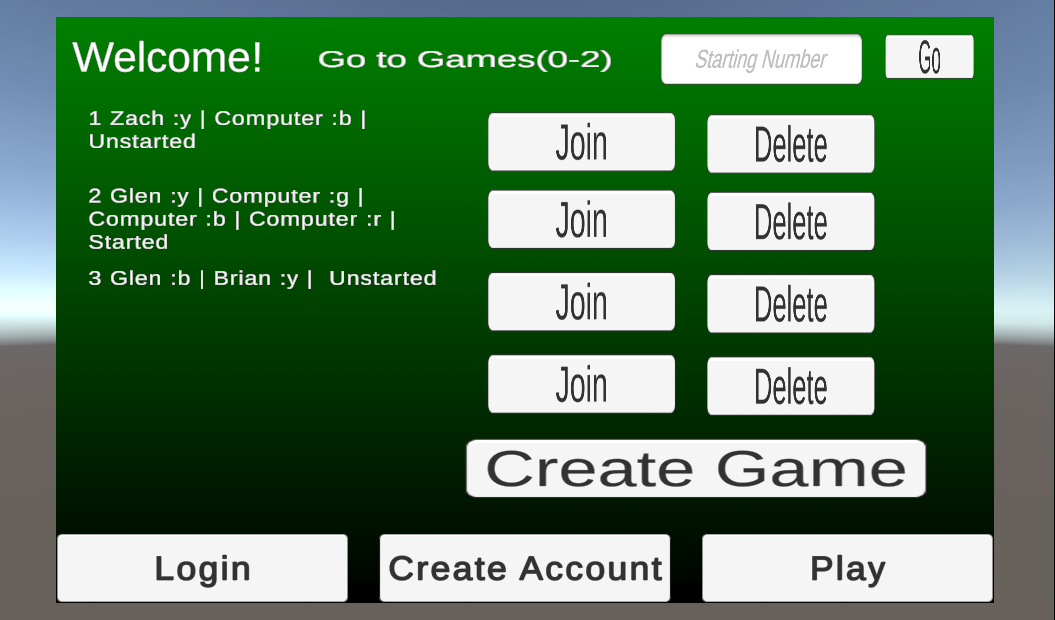 Welcome!
Go to Games(0-2)
Starting Number
Go
1 Zach :y | Computer :b |
Unstarted
Join
Delete
2 Glen :y | Computer :g |
Computer :b | Computer :r |
Started
Join
Delete
3 Glen :b | Brian :y |  Unstarted
Join
Delete
Join
Delete
Create Game
Login
Create Account
Play